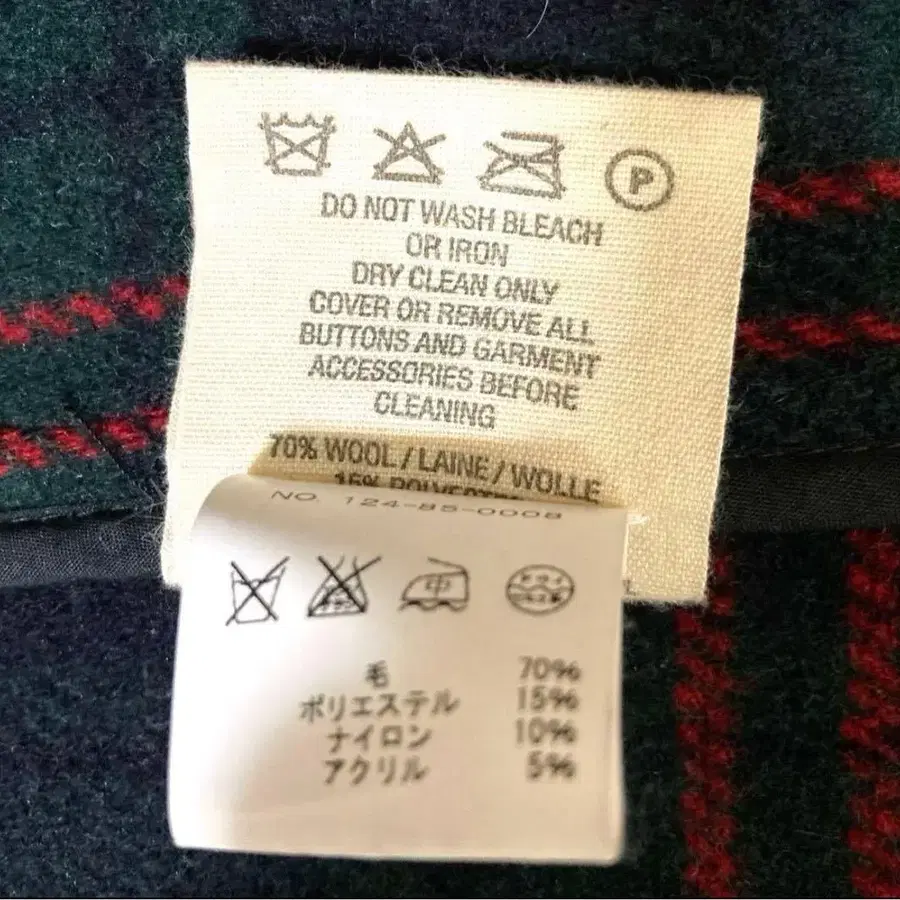 P
DO NOT WASH BLEACH
OR IRON
DRY CLEAN ONLY
COVER OR REMOVE ALL
BUTTONS AND GARMENT
ACCESSORIES BEFORE
CLEANING
70% WOOL / LAINE / WOLLE
NO. 124-85-0008
中
毛 70%
ポリエステル 15%
ナイロン 10%
アクリル 5%